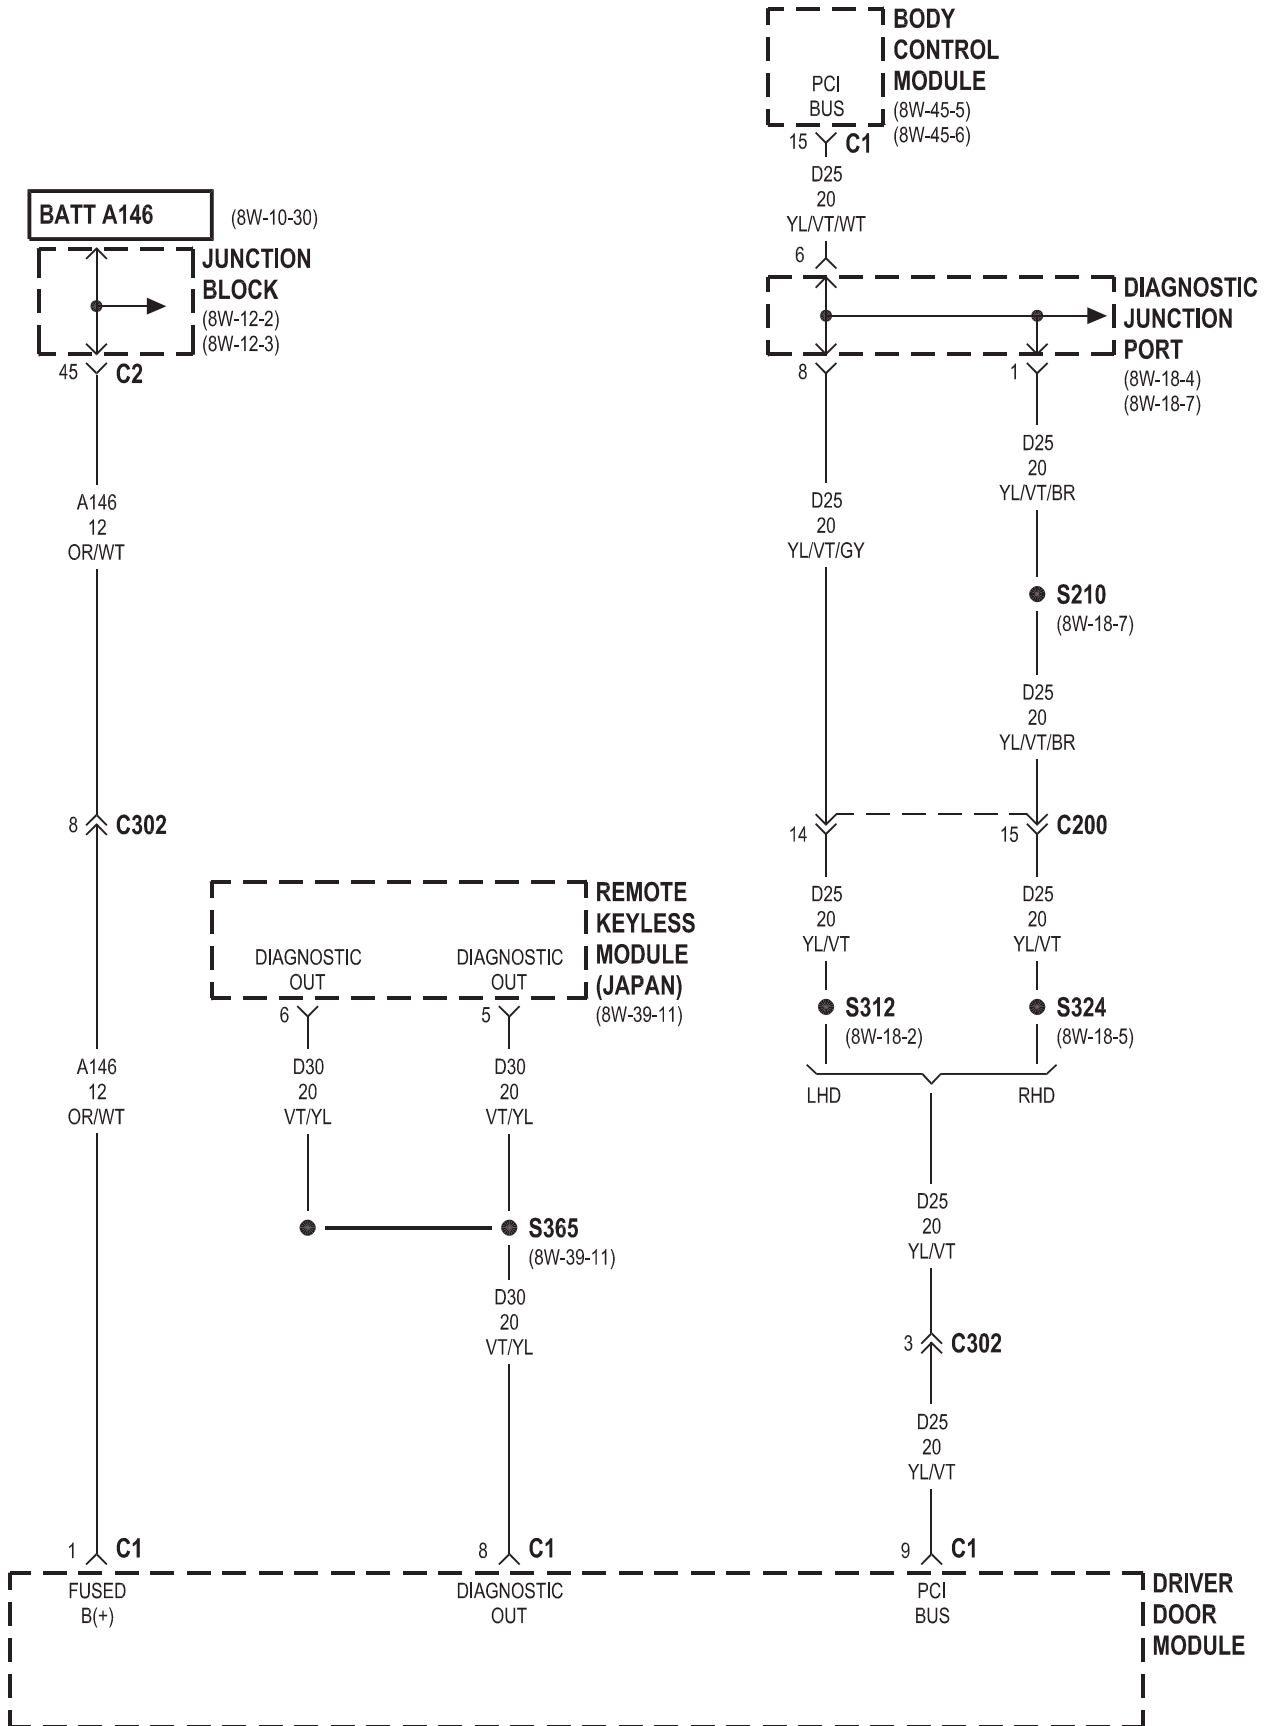 BODY
CONTROL
MODULE
(8W-45-5)
(8W-45-6)
PCI
BUS
15 C1
D25
20
YL/VT/WT
6
BATT A146 (8W-10-30)
JUNCTION
BLOCK
(8W-12-2)
(8W-12-3)
45 C2
DIAGNOSTIC
JUNCTION
PORT
(8W-18-4)
(8W-18-7)
8 1
A146
12
OR/WT
D25
20
YL/VT/GY
D25
20
YL/VT/BR
S210
(8W-18-7)
D25
20
YL/VT/BR
8 C302
14 15 C200
REMOTE
KEYLESS
MODULE
(JAPAN)
(8W-39-11)
DIAGNOSTIC
OUT
DIAGNOSTIC
OUT
6 5
D25
20
YL/VT
D25
20
YL/VT
S312
(8W-18-2)
S324
(8W-18-5)
A146
12
OR/WT
D30
20
VT/YL
D30
20
VT/YL
LHD RHD
S365
(8W-39-11)
D30
20
VT/YL
D25
20
YL/VT
3 C302
D25
20
YL/VT
1 C1
8 C1
9 C1
FUSED
B(+)
DIAGNOSTIC
OUT
PCI
BUS
DRIVER
DOOR
MODULE